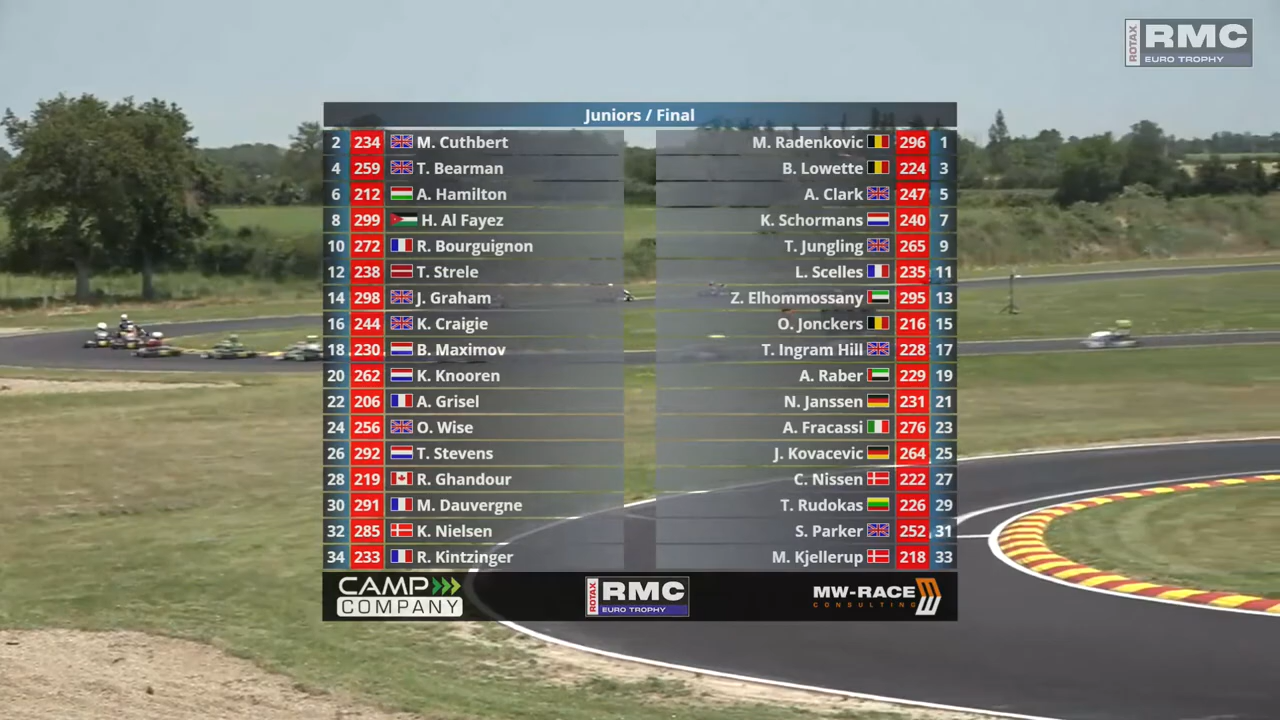 ROTAX RMC
EURO TROPHY
Juniors / Final
2 234 M. Cuthbert M. Radenkovic 296 1
4 259 T. Bearman B. Lowette 224 3
6 212 A. Hamilton A. Clark 247 5
8 299 H. Al Fayez K. Schormans 240 7
10 272 R. Bourguignon T. Jungling 265 9
12 238 T. Strele L. Scelles 235 11
14 298 J. Graham Z. Elhommossany 295 13
16 244 K. Craigie O. Jonckers 216 15
18 230 B. Maximov T. Ingram Hill 228 17
20 262 K. Knooren A. Raber 229 19
22 206 A. Grisel N. Janssen 231 21
24 256 O. Wise A. Fracassi 276 23
26 292 T. Stevens J. Kovacevic 264 25
28 219 R. Ghandour C. Nissen 222 27
30 291 M. Dauvergne T. Rudokas 226 29
32 285 K. Nielsen S. Parker 252 31
34 233 R. Kintzinger M. Kjellerup 218 33
CAMP COMPANY
ROTAX RMC EURO TROPHY
MW-RACE CONSULTING